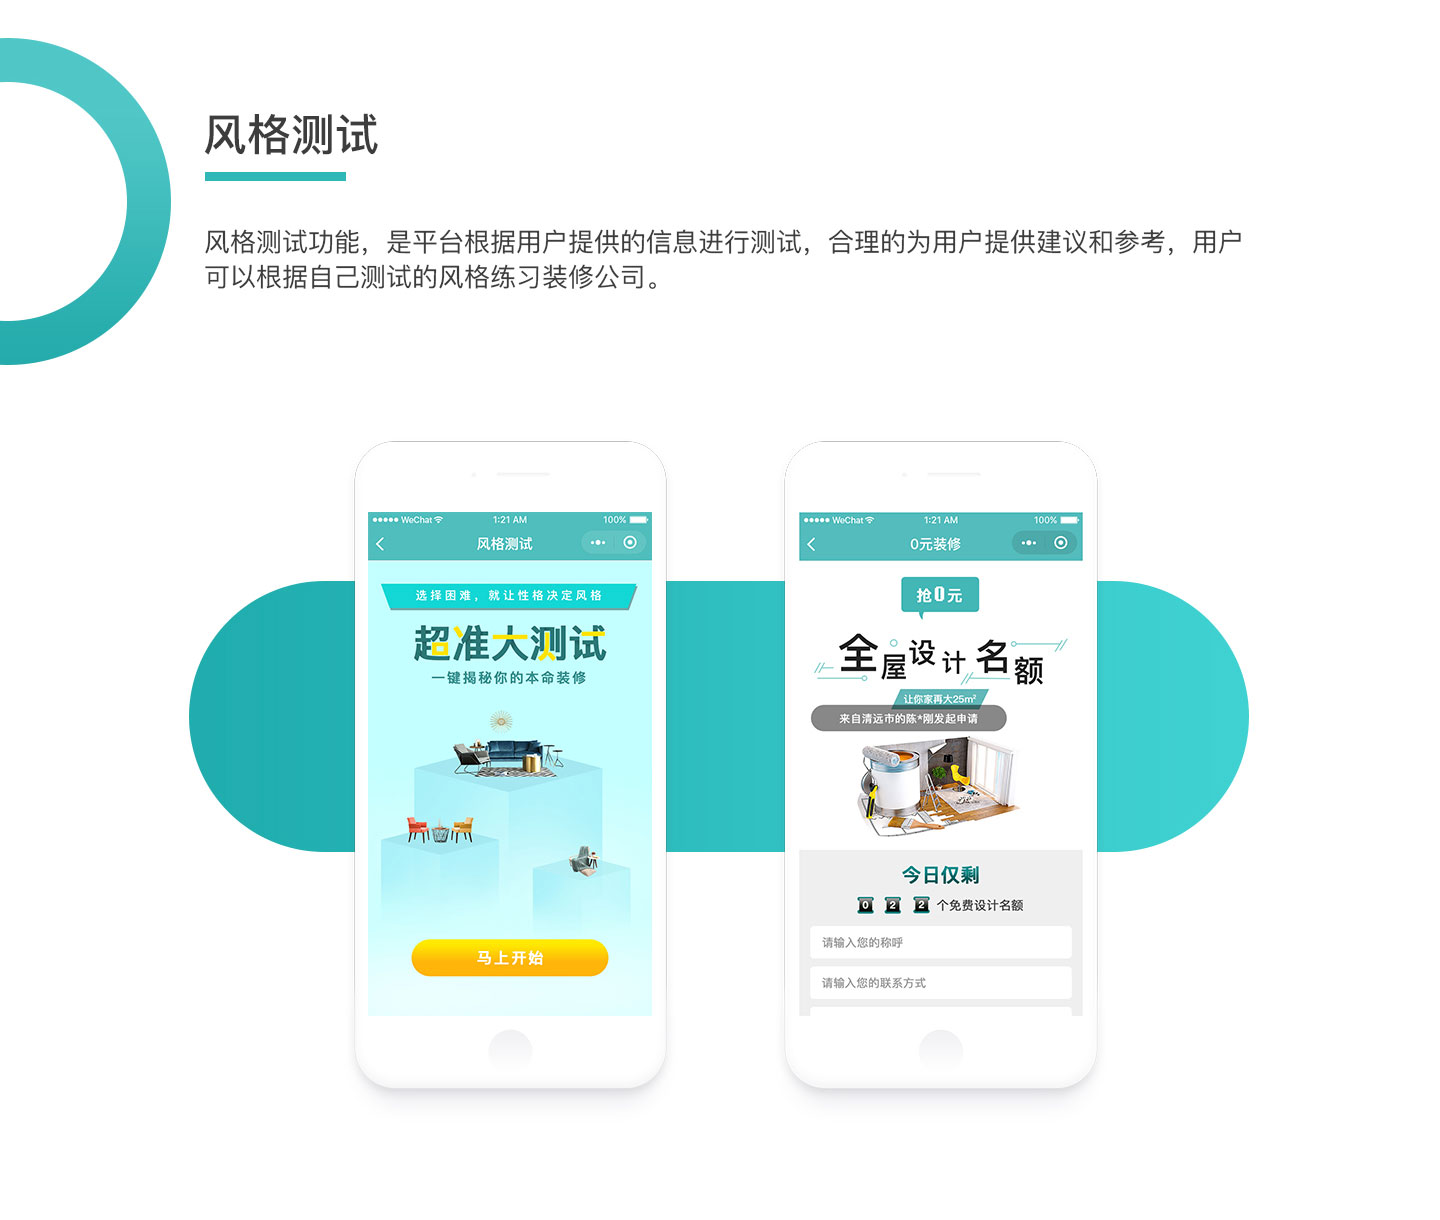 风格测试
风格测试功能，是平台根据用户提供的信息进行测试，合理的为用户提供建议和参考，用户
可以根据自己测试的风格练习装修公司。
WeChat 1:21 AM 100%
风格测试
选择困难，就让性格决定风格
超准大测试
一键揭秘你的本命装修
马上开始
WeChat 1:21 AM 100%
0元装修
抢0元
全屋设计名额
让你家再大25m²
来自清远市的陈*刚发起申请
今日仅剩
0 2 2 个免费设计名额
请输入您的称呼
请输入您的联系方式